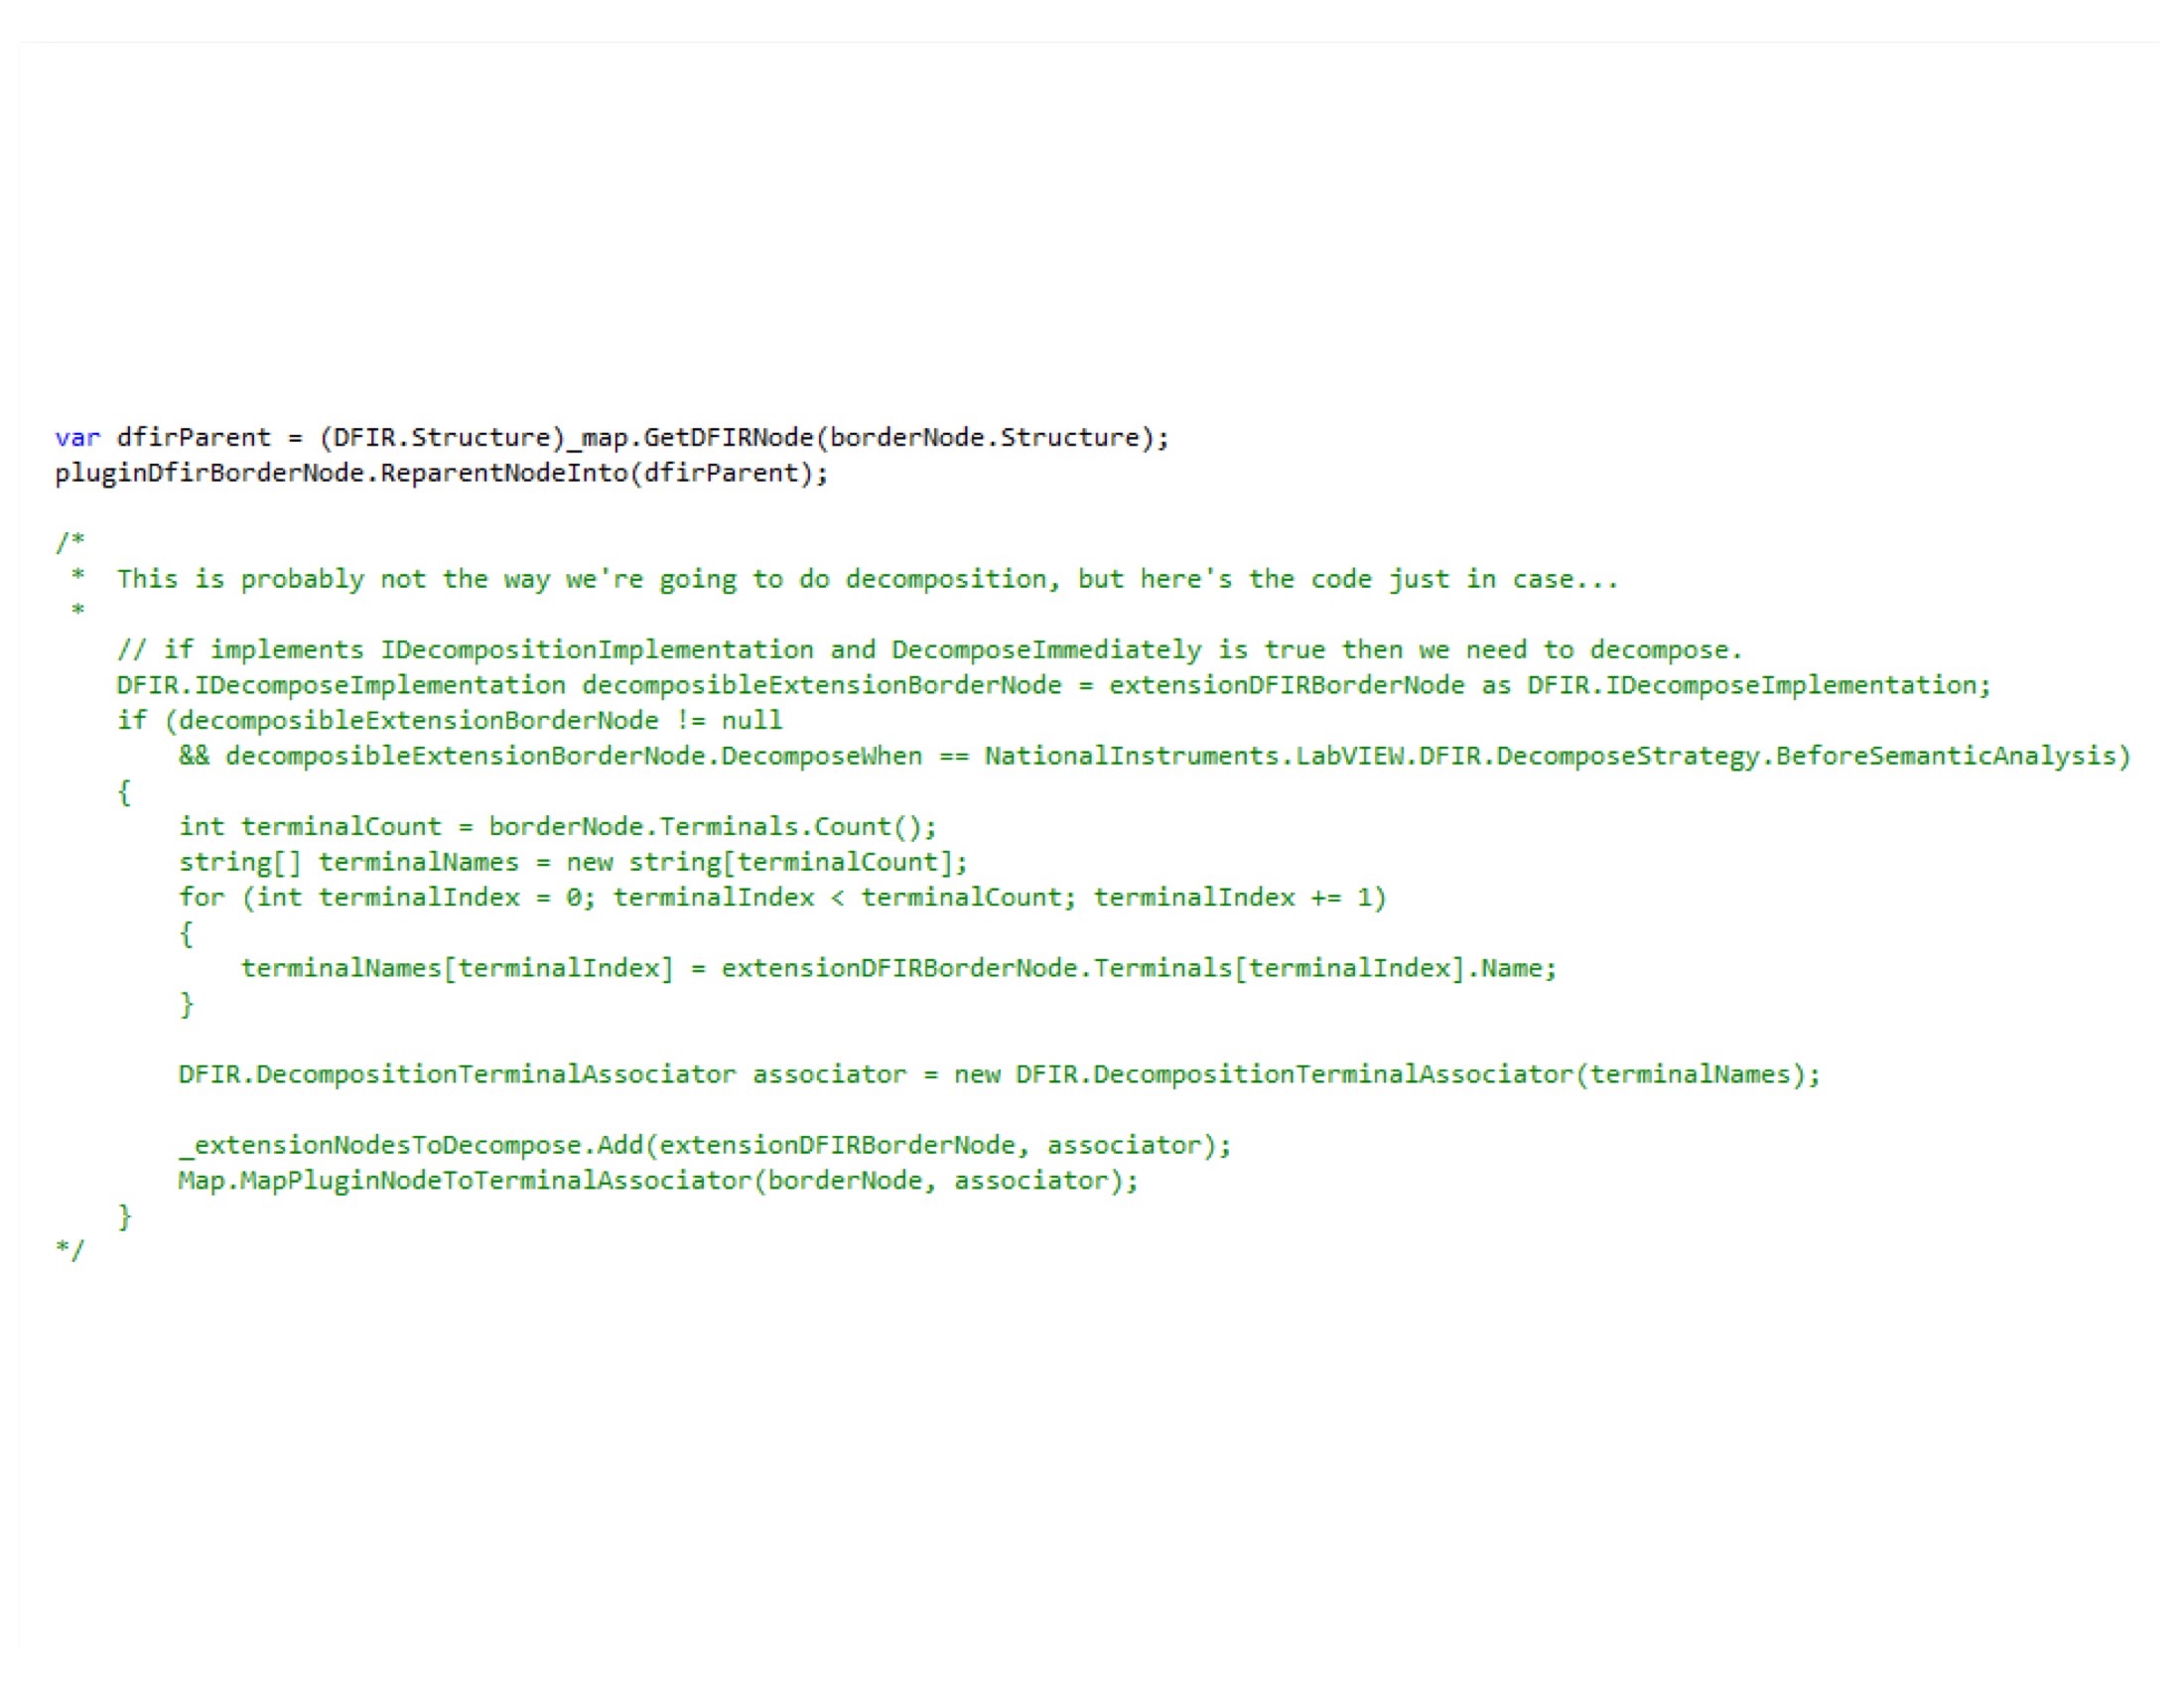 var dfirParent = (DFIR.Structure)_map.GetDFIRNode(borderNode.Structure);
pluginDfirBorderNode.ReparentNodeInto(dfirParent);

/*
 *  This is probably not the way we're going to do decomposition, but here's the code just in case...
 *
    // if implements IDecompositionImplementation and DecomposeImmediately is true then we need to decompose.
    DFIR.IDecomposeImplementation decomposibleExtensionBorderNode = extensionDFIRBorderNode as DFIR.IDecomposeImplementation;
    if (decomposibleExtensionBorderNode != null
        && decomposibleExtensionBorderNode.DecomposeWhen == NationalInstruments.LabVIEW.DFIR.DecomposeStrategy.BeforeSemanticAnalysis)
    {
        int terminalCount = borderNode.Terminals.Count();
        string[] terminalNames = new string[terminalCount];
        for (int terminalIndex = 0; terminalIndex < terminalCount; terminalIndex += 1)
        {
            terminalNames[terminalIndex] = extensionDFIRBorderNode.Terminals[terminalIndex].Name;
        }

        DFIR.DecompositionTerminalAssociator associator = new DFIR.DecompositionTerminalAssociator(terminalNames);

        _extensionNodesToDecompose.Add(extensionDFIRBorderNode, associator);
        Map.MapPluginNodeToTerminalAssociator(borderNode, associator);
    }
*/